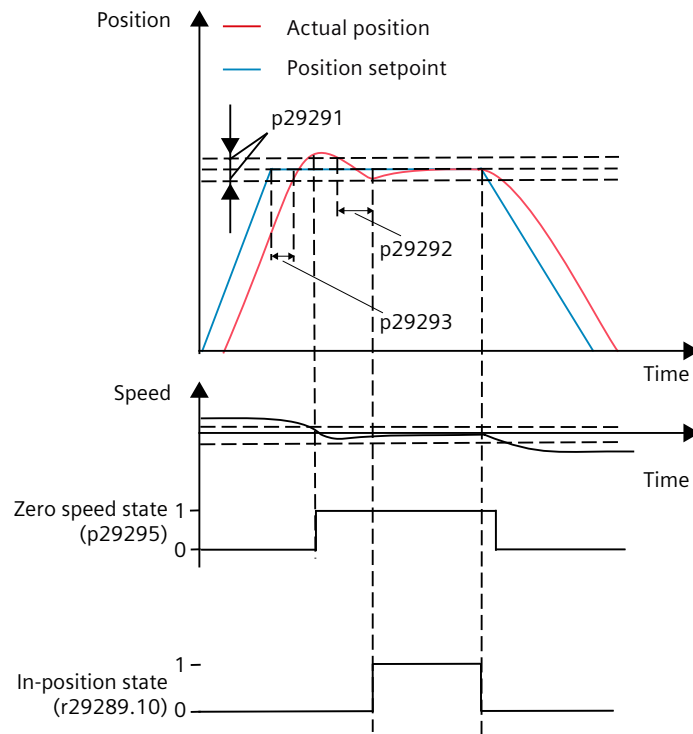 Position
Actual position
Position setpoint
p29291
p29292
p29293
Time
Speed
Time
Zero speed state
(p29295)
1
0
In-position state
(r29289.10)
1
0